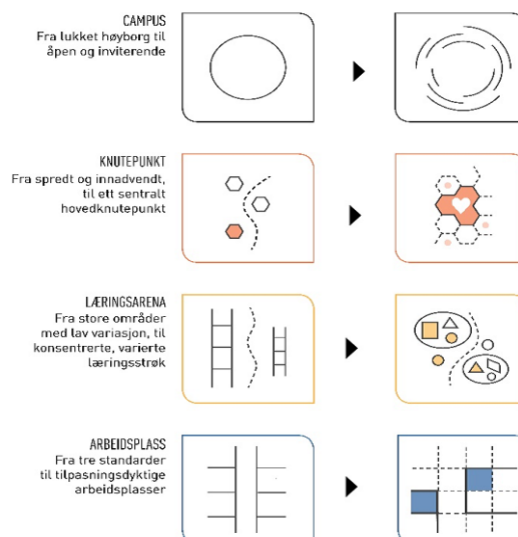 CAMPUS
Fra lukket høyborg til
åpen og inviterende
KNUTEPUNKT
Fra spredt og innadvendt,
til ett sentralt
hovedknutepunkt
LÆRINGSARENA
Fra store områder
med lav variasjon, til
konsentrerte, varierte
læringsstrøk
ARBEIDSPLASS
Fra tre standarder
til tilpasningsdyktige
arbeidsplasser